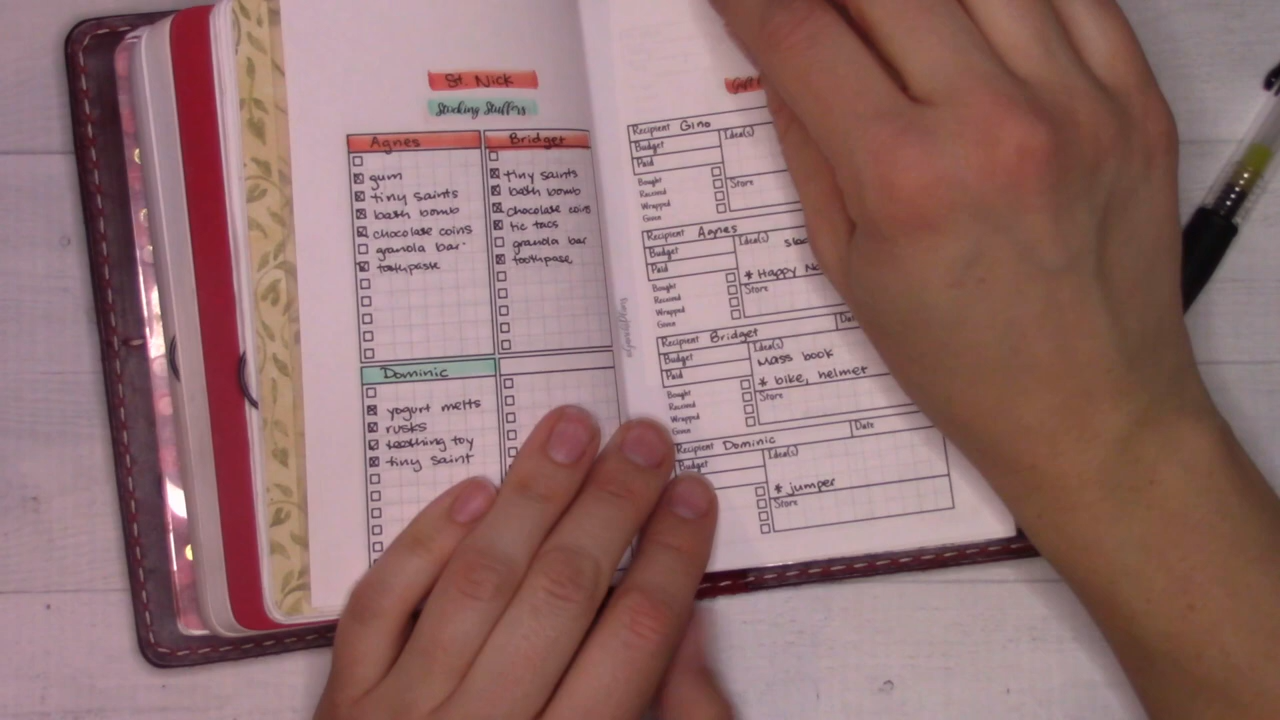 St. Nick
Stocking Stuffers
Agnes
gum
tiny saints
bath bomb
chocolate coins
granola bar
toothpaste
Bridget
tiny saints
bath bomb
chocolate coins
tic tacs
granola bar
toothpase
Dominic
yogurt melts
rusks
teething toy
tiny saint
Gift
Recipient Gino
Budget
Paid
Idea(s)
Bought
Received
Wrapped
Given
Store
Recipient Agnes
Budget
Paid
Idea(s)
* Happy
Bought
Received
Wrapped
Given
Store
Recipient Bridget
Budget
Paid
Idea(s)
Mass book
* bike, helmet
Bought
Received
Wrapped
Given
Store
Recipient Dominic
Date
Budget
Idea(s)
* jumper
Store